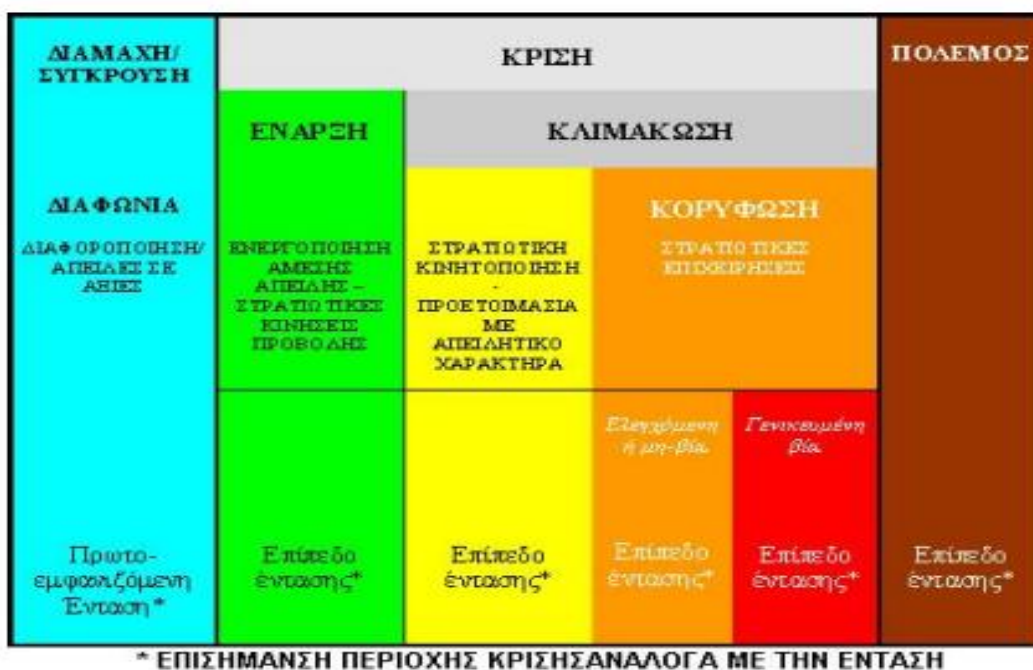 ΔΙΑΜΑΧΗ/
ΣΥΓΚΡΟΥΣΗ
ΚΡΙΣΗ
ΠΟΛΕΜΟΣ
ΕΝΑΡΞΗ
ΚΛΙΜΑΚΩΣΗ
ΔΙΑΦΩΝΙΑ
ΔΙΑΦΟΡΟΠΟΙΗΣΗ/
ΑΠΕΙΛΕΣ ΣΕ
ΑΞΙΕΣ
ΕΝΕΡΓΟΠΟΙΗΣΗ
ΑΜΕΣΗΣ
ΑΠΕΙΛΗΣ –
ΣΤΡΑΤΙΩΤΙΚΕΣ
ΚΙΝΗΣΕΙΣ
ΠΡΟΒΟΛΗΣ
ΣΤΡΑΤΙΩΤΙΚΗ
ΚΙΝΗΤΟΠΟΙΗΣΗ
-
ΠΡΟΕΤΟΙΜΑΣΙΑ
ΜΕ
ΑΠΕΙΛΗΤΙΚΟ
ΧΑΡΑΚΤΗΡΑ
ΚΟΡΥΦΩΣΗ
ΣΤΡΑΤΙΩΤΙΚΕΣ
ΕΠΙΧΕΙΡΗΣΕΙΣ
Ελεγχόμενη
ή μη-βία
Γενικευμένη
βία
Πρωτο-
εμφανιζόμενη
Ένταση*
Επίπεδο
έντασης*
Επίπεδο
έντασης*
Επίπεδο
έντασης*
Επίπεδο
έντασης*
Επίπεδο
έντασης*
* ΕΠΙΣΗΜΑΝΣΗ ΠΕΡΙΟΧΗΣ ΚΡΙΣΗΣΑΝΑΛΟΓΑ ΜΕ ΤΗΝ ΕΝΤΑΣΗ